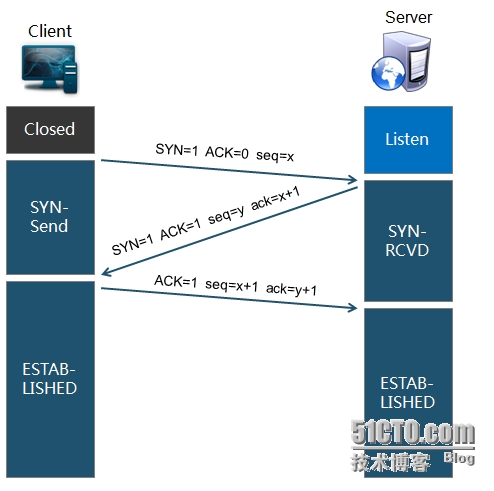 Client
Server
Closed
Listen
SYN=1 ACK=0 seq=x
SYN-
Send
SYN=1 ACK=1 seq=y ack=x+1
SYN-
RCVD
ACK=1 seq=x+1 ack=y+1
ESTAB-
LISHED
ESTAB-
LISHED
51CTO.com
技术博客 Blog